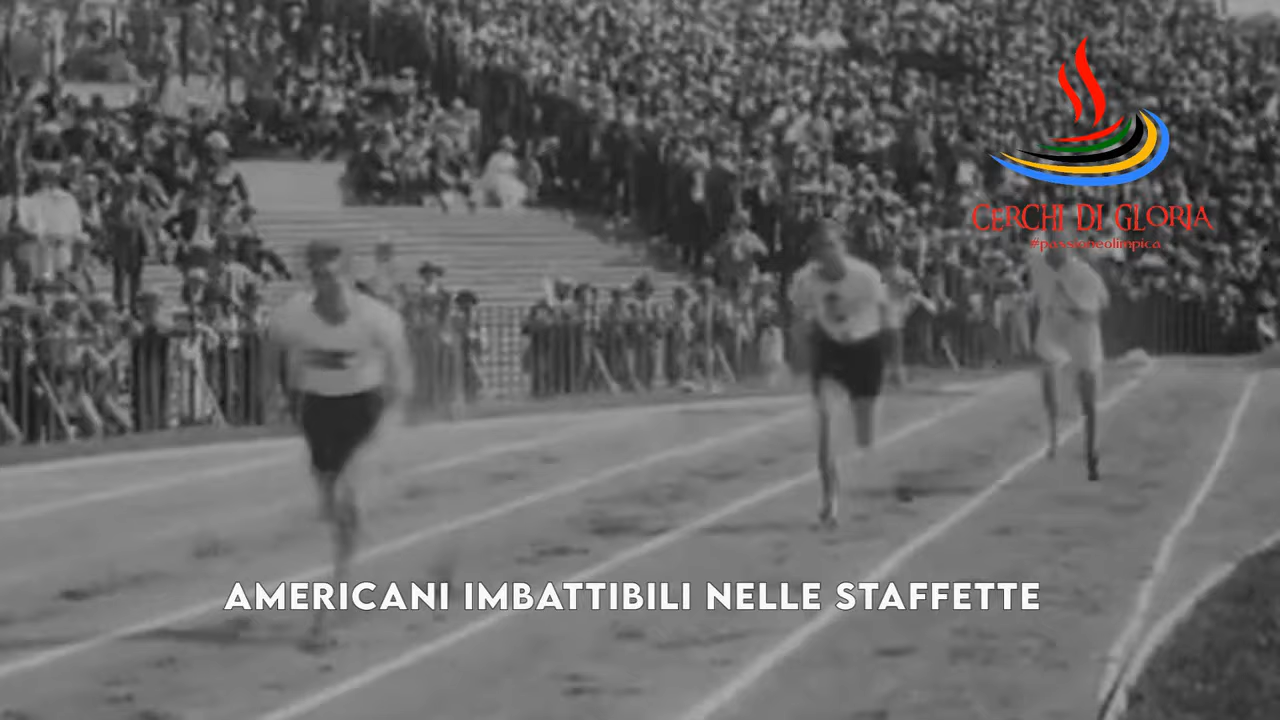 CERCHI DI GLORIA
#passioneolimpica
AMERICANI IMBATTIBILI NELLE STAFFETTE